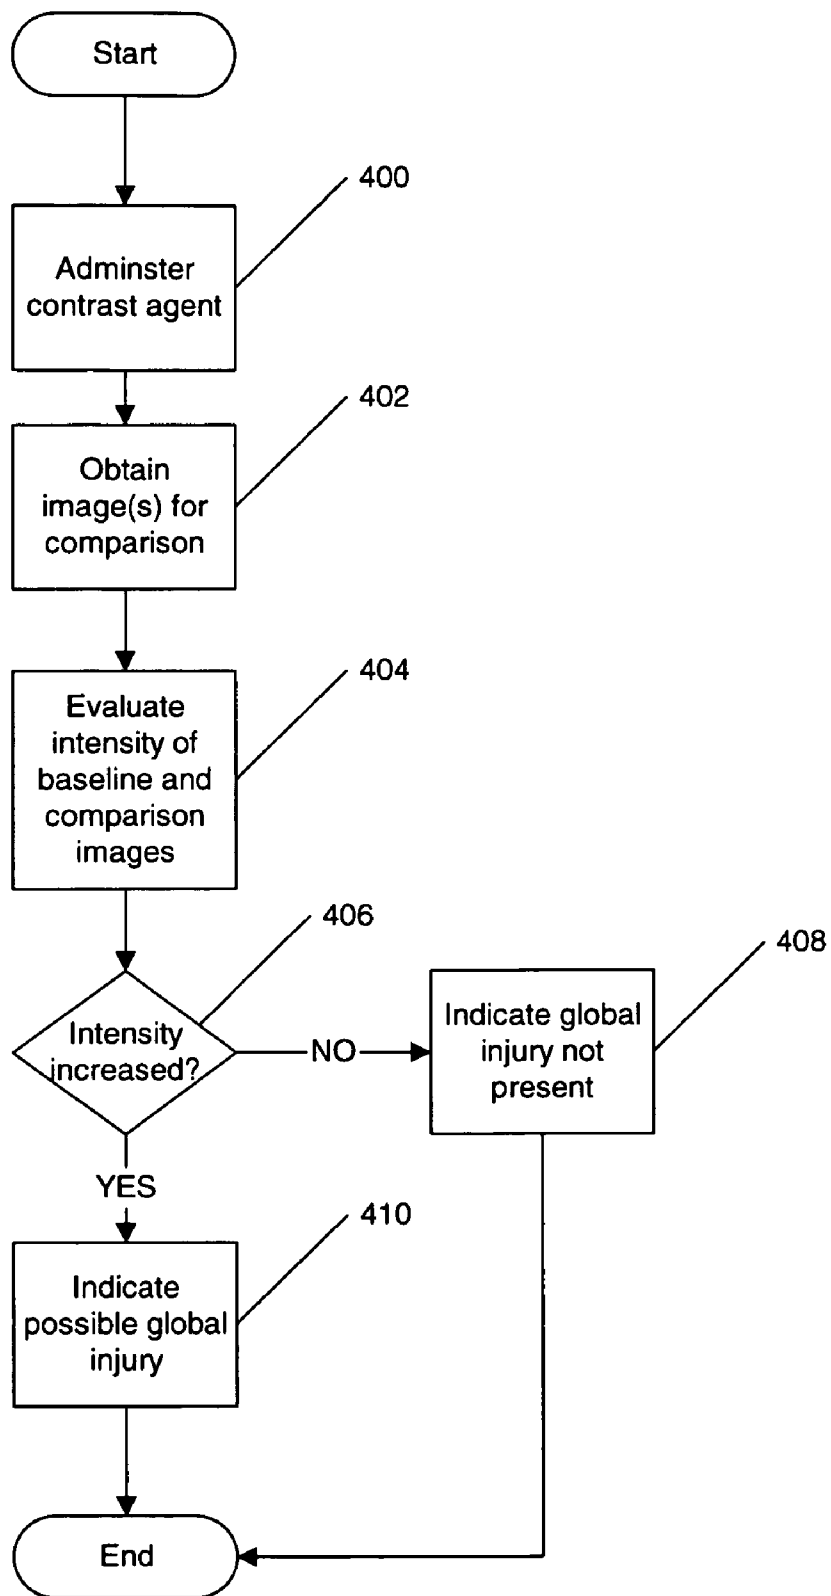 Start
400
Adminster
contrast agent
402
Obtain
image(s) for
comparison
404
Evaluate
intensity of
baseline and
comparison
images
406
Intensity
increased?
NO
408
Indicate global
injury not
present
YES
410
Indicate
possible global
injury
End